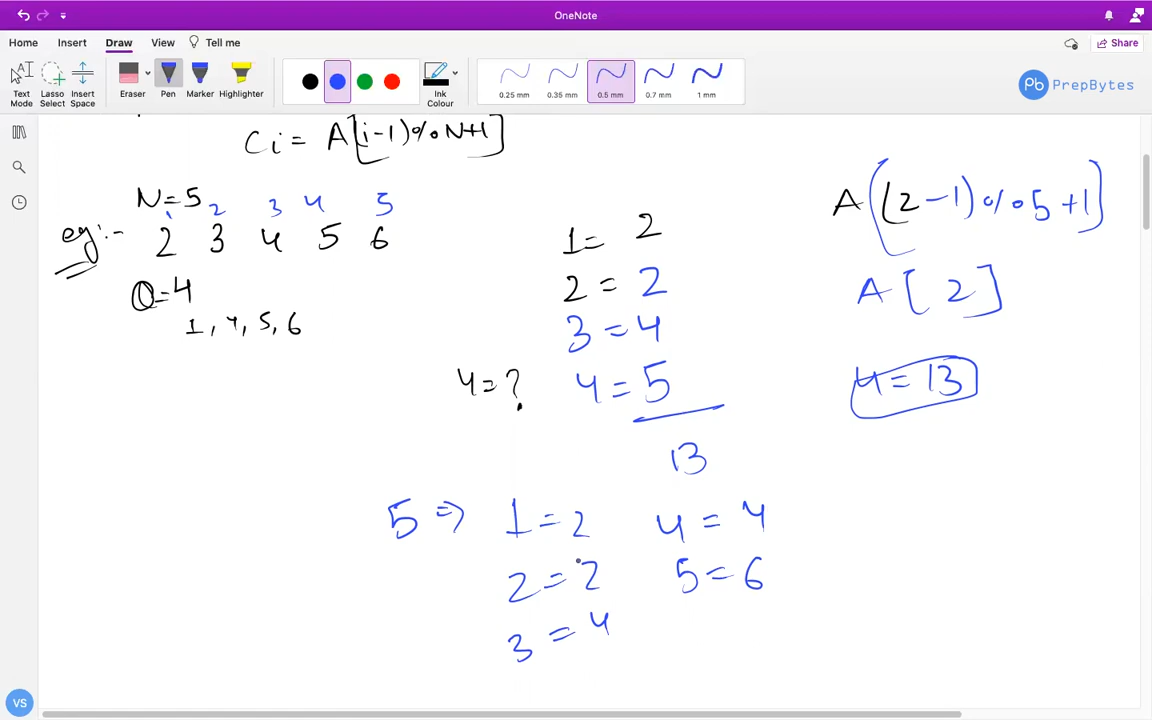 OneNote
Home Insert Draw View Tell me
Share
Text Mode
Lasso Select
Insert Space
Eraser
Pen
Marker
Highlighter
Ink Colour
0.25 mm
0.35 mm
0.5 mm
0.7 mm
1 mm
Pb PrepBytes
Ci = A[i-1)%N+1]
N=5
1 2 3 4 5
eg:- 2 3 4 5 6
Q=4
1, 4, 5, 6
1= 2
2 = 2
3 = 4
4=? 4 = 5
13
A[(2-1)%5+1]
A[2]
4 = 13
5 => 1 = 2 4 = 4
2 = 2 5 = 6
3 = 4
VS